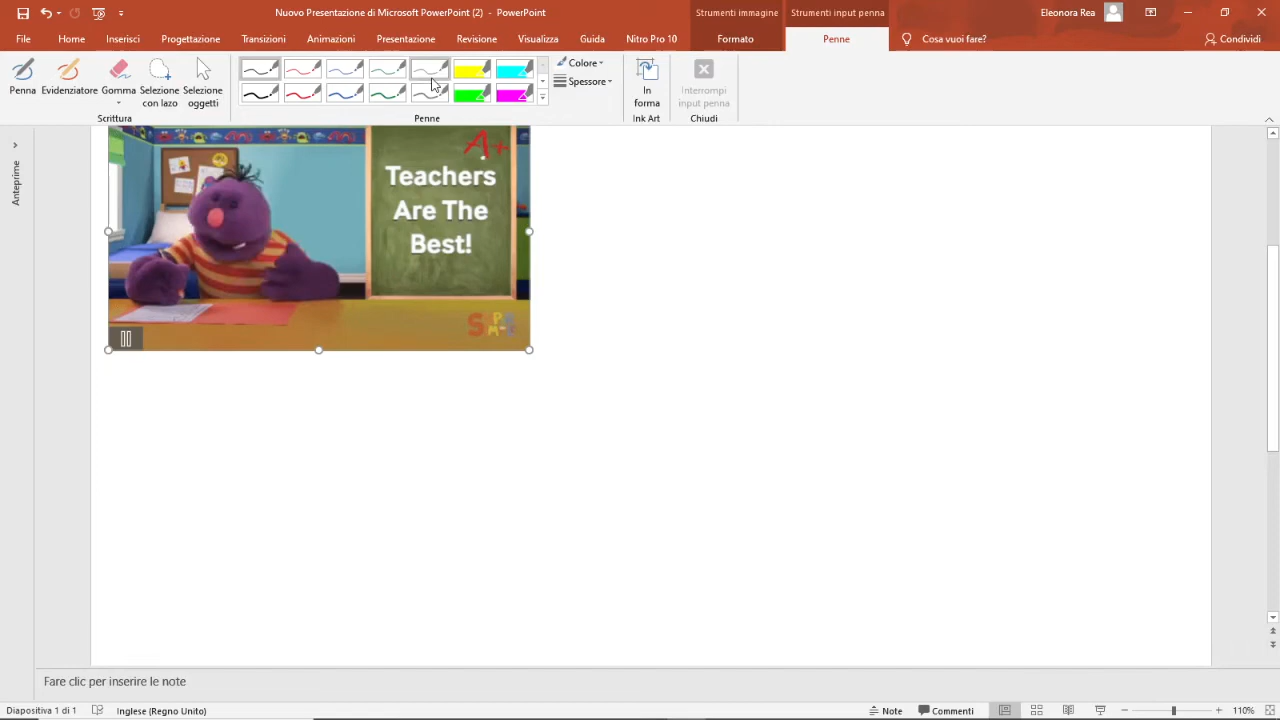 Nuovo Presentazione di Microsoft PowerPoint (2) - PowerPoint
Strumenti immagine
Strumenti input penna
Eleonora Rea
File
Home
Inserisci
Progettazione
Transizioni
Animazioni
Presentazione
Revisione
Visualizza
Guida
Nitro Pro 10
Formato
Penne
Cosa vuoi fare?
Condividi
Penna
Evidenziatore
Gomma
Selezione con lazo
Selezione oggetti
Colore
Spessore
In forma
Interrompi input penna
Scrittura
Penne
Ink Art
Chiudi
Anteprime
A+
Teachers
Are The
Best!
Fare clic per inserire le note
Diapositiva 1 di 1
Inglese (Regno Unito)
Note
Commenti
110%